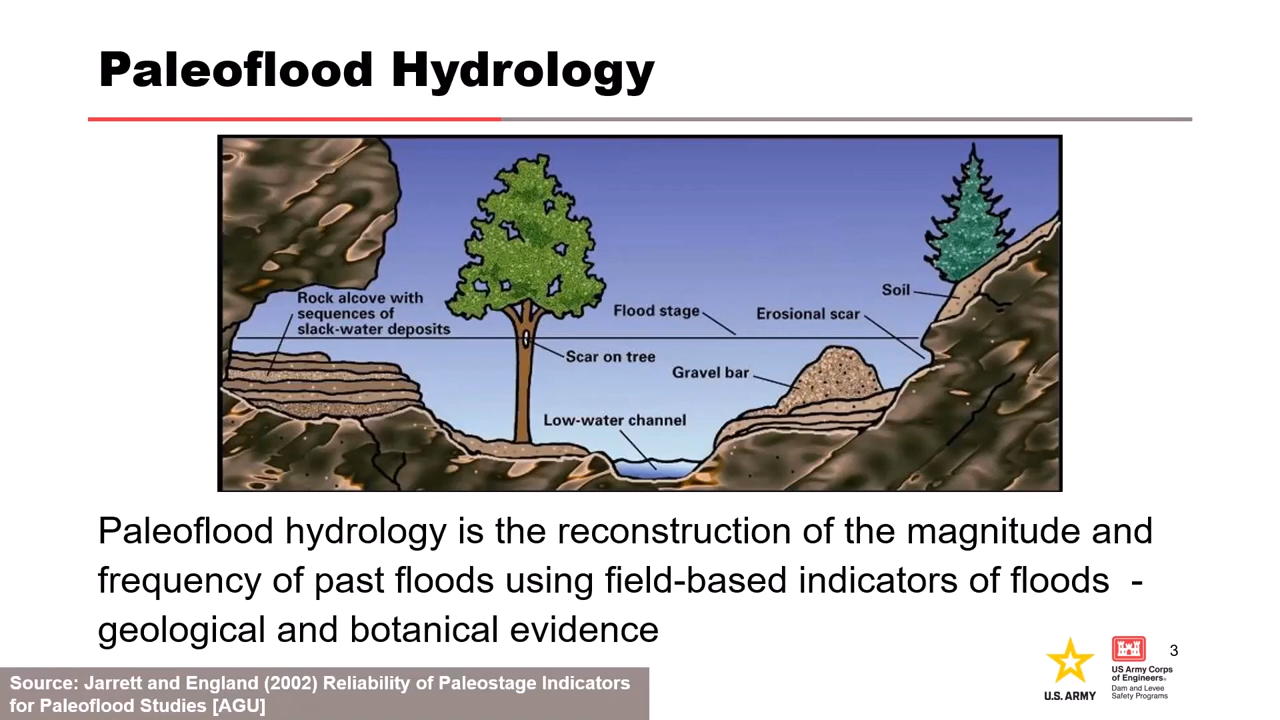 Paleoflood Hydrology
Rock alcove with
sequences of
slack-water deposits
Flood stage
Scar on tree
Low-water channel
Gravel bar
Erosional scar
Soil
Paleoflood hydrology is the reconstruction of the magnitude and
frequency of past floods using field-based indicators of floods -
geological and botanical evidence
Source: Jarrett and England (2002) Reliability of Paleostage Indicators
for Paleoflood Studies [AGU]
U.S. ARMY
US Army Corps
of Engineers®
Dam and Levee
Safety Programs
3